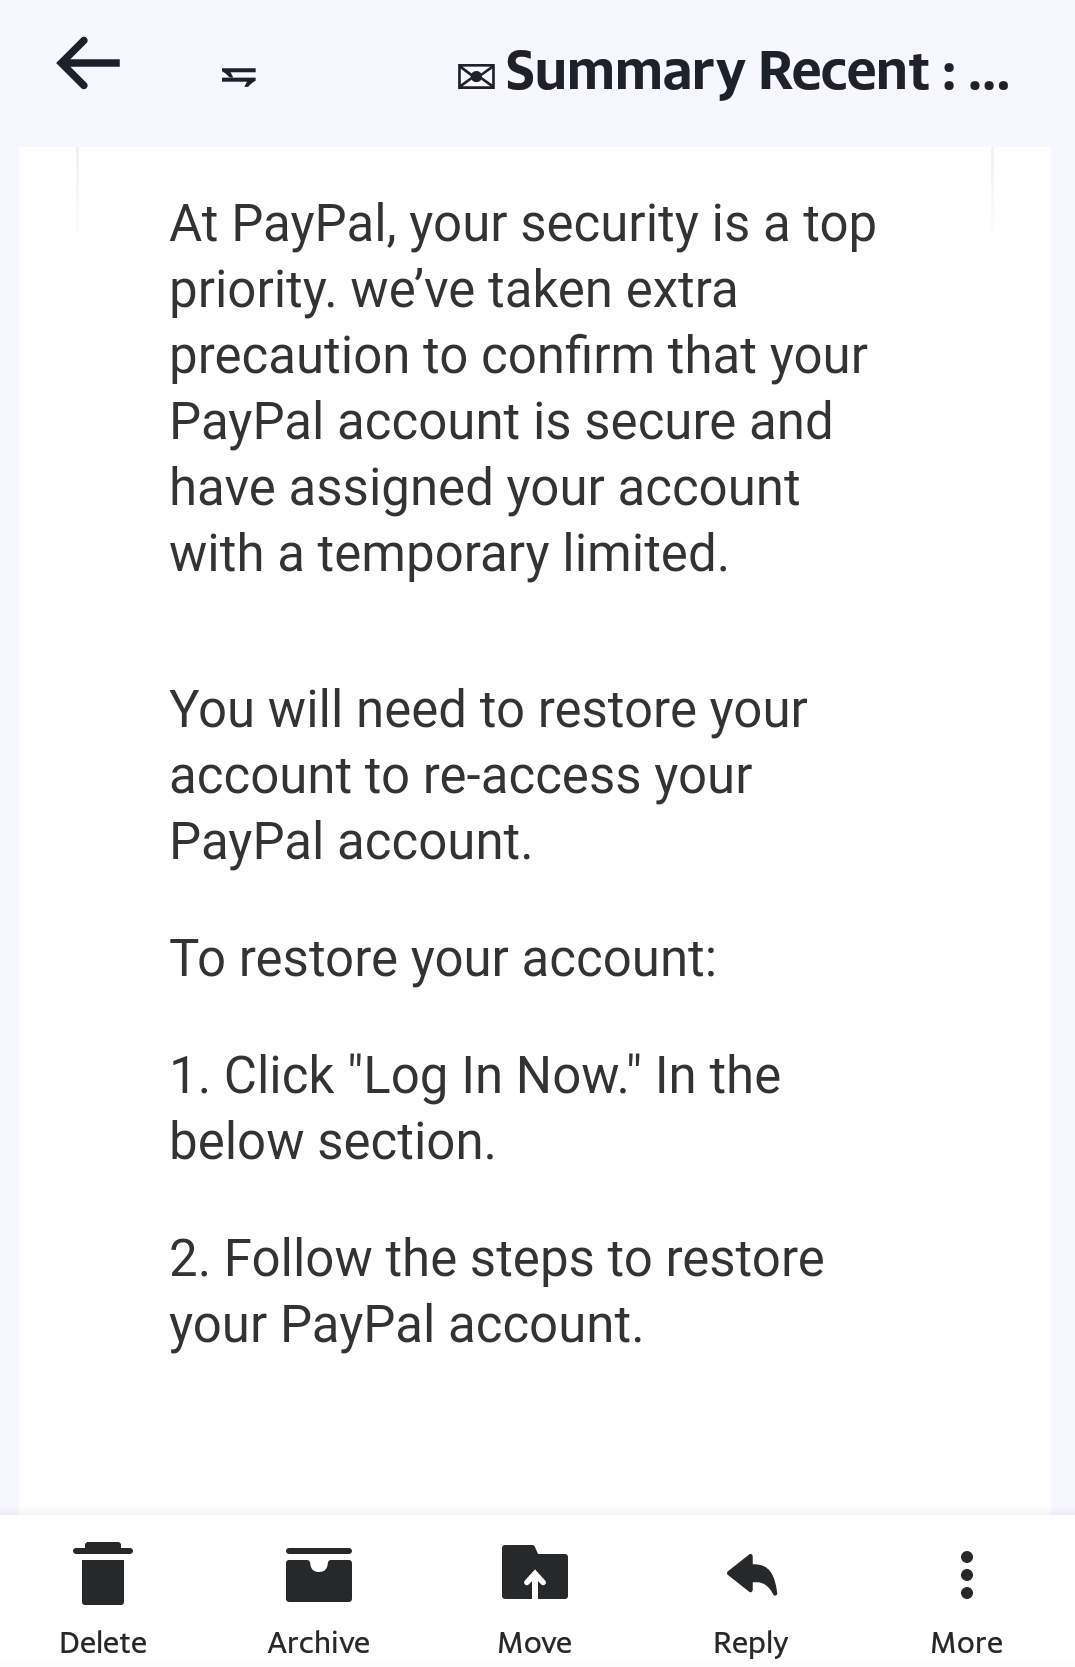 ⇋ ✉ Summary Recent : ...
At PayPal, your security is a top
priority. we’ve taken extra
precaution to confirm that your
PayPal account is secure and
have assigned your account
with a temporary limited.
You will need to restore your
account to re-access your
PayPal account.
To restore your account:
1. Click "Log In Now." In the
below section.
2. Follow the steps to restore
your PayPal account.
Delete Archive Move Reply More